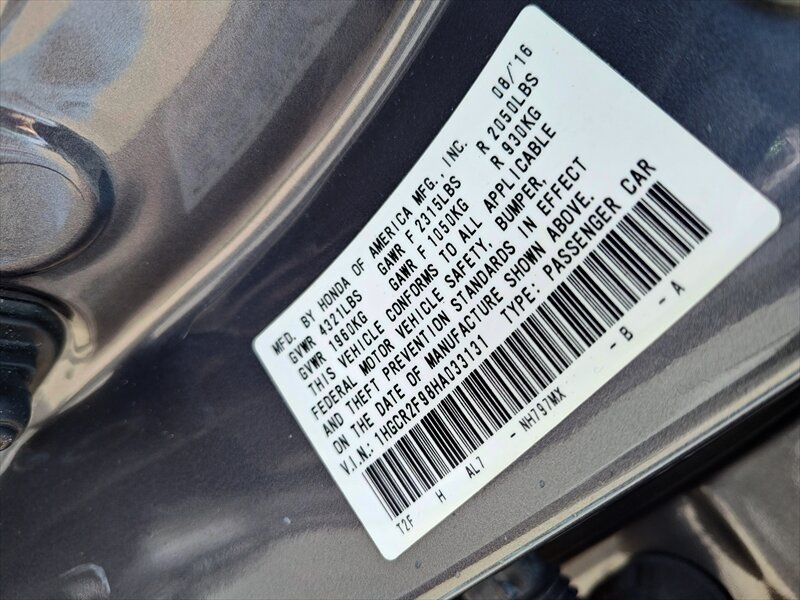 MFD. BY HONDA OF AMERICA MFG., INC. 08/'16
GVWR 4321LBS GAWR F 2315LBS R 2050LBS
GVWR 1960KG GAWR F 1050KG R 930KG
THIS VEHICLE CONFORMS TO ALL APPLICABLE
FEDERAL MOTOR VEHICLE SAFETY, BUMPER,
AND THEFT PREVENTION STANDARDS IN EFFECT
ON THE DATE OF MANUFACTURE SHOWN ABOVE.
V.I.N.: 1HGCR2F98HA033131 TYPE: PASSENGER CAR
T2F H AL7 - NH797MX - B - A